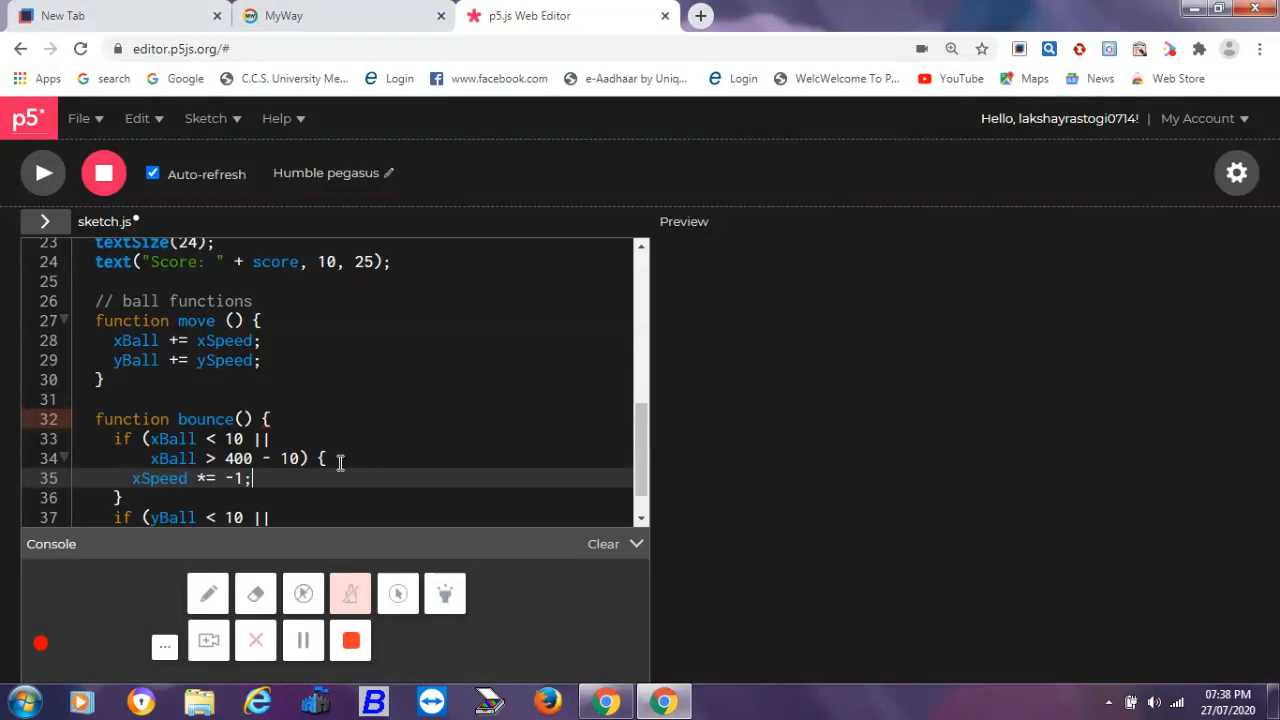 New Tab
MyWay
p5.js Web Editor
editor.p5js.org/#
Apps
search
Google
C.C.S. University Me...
Login
www.facebook.com
e-Aadhaar by Uniq...
Login
WelcWelcome To P...
YouTube
Maps
News
Web Store
p5*
File
Edit
Sketch
Help
Hello, lakshayrastogi0714!
My Account
Auto-refresh
Humble pegasus
sketch.js
Preview
23 textSize(24);
24 text("Score: " + score, 10, 25);
25
26 // ball functions
27 function move () {
28 xBall += xSpeed;
29 yBall += ySpeed;
30 }
31
32 function bounce() {
33 if (xBall < 10 ||
34 xBall > 400 - 10) {
35 xSpeed *= -1;
36 }
37 if (yBall < 10 ||
Console
Clear
...
B
07:38 PM
27/07/2020